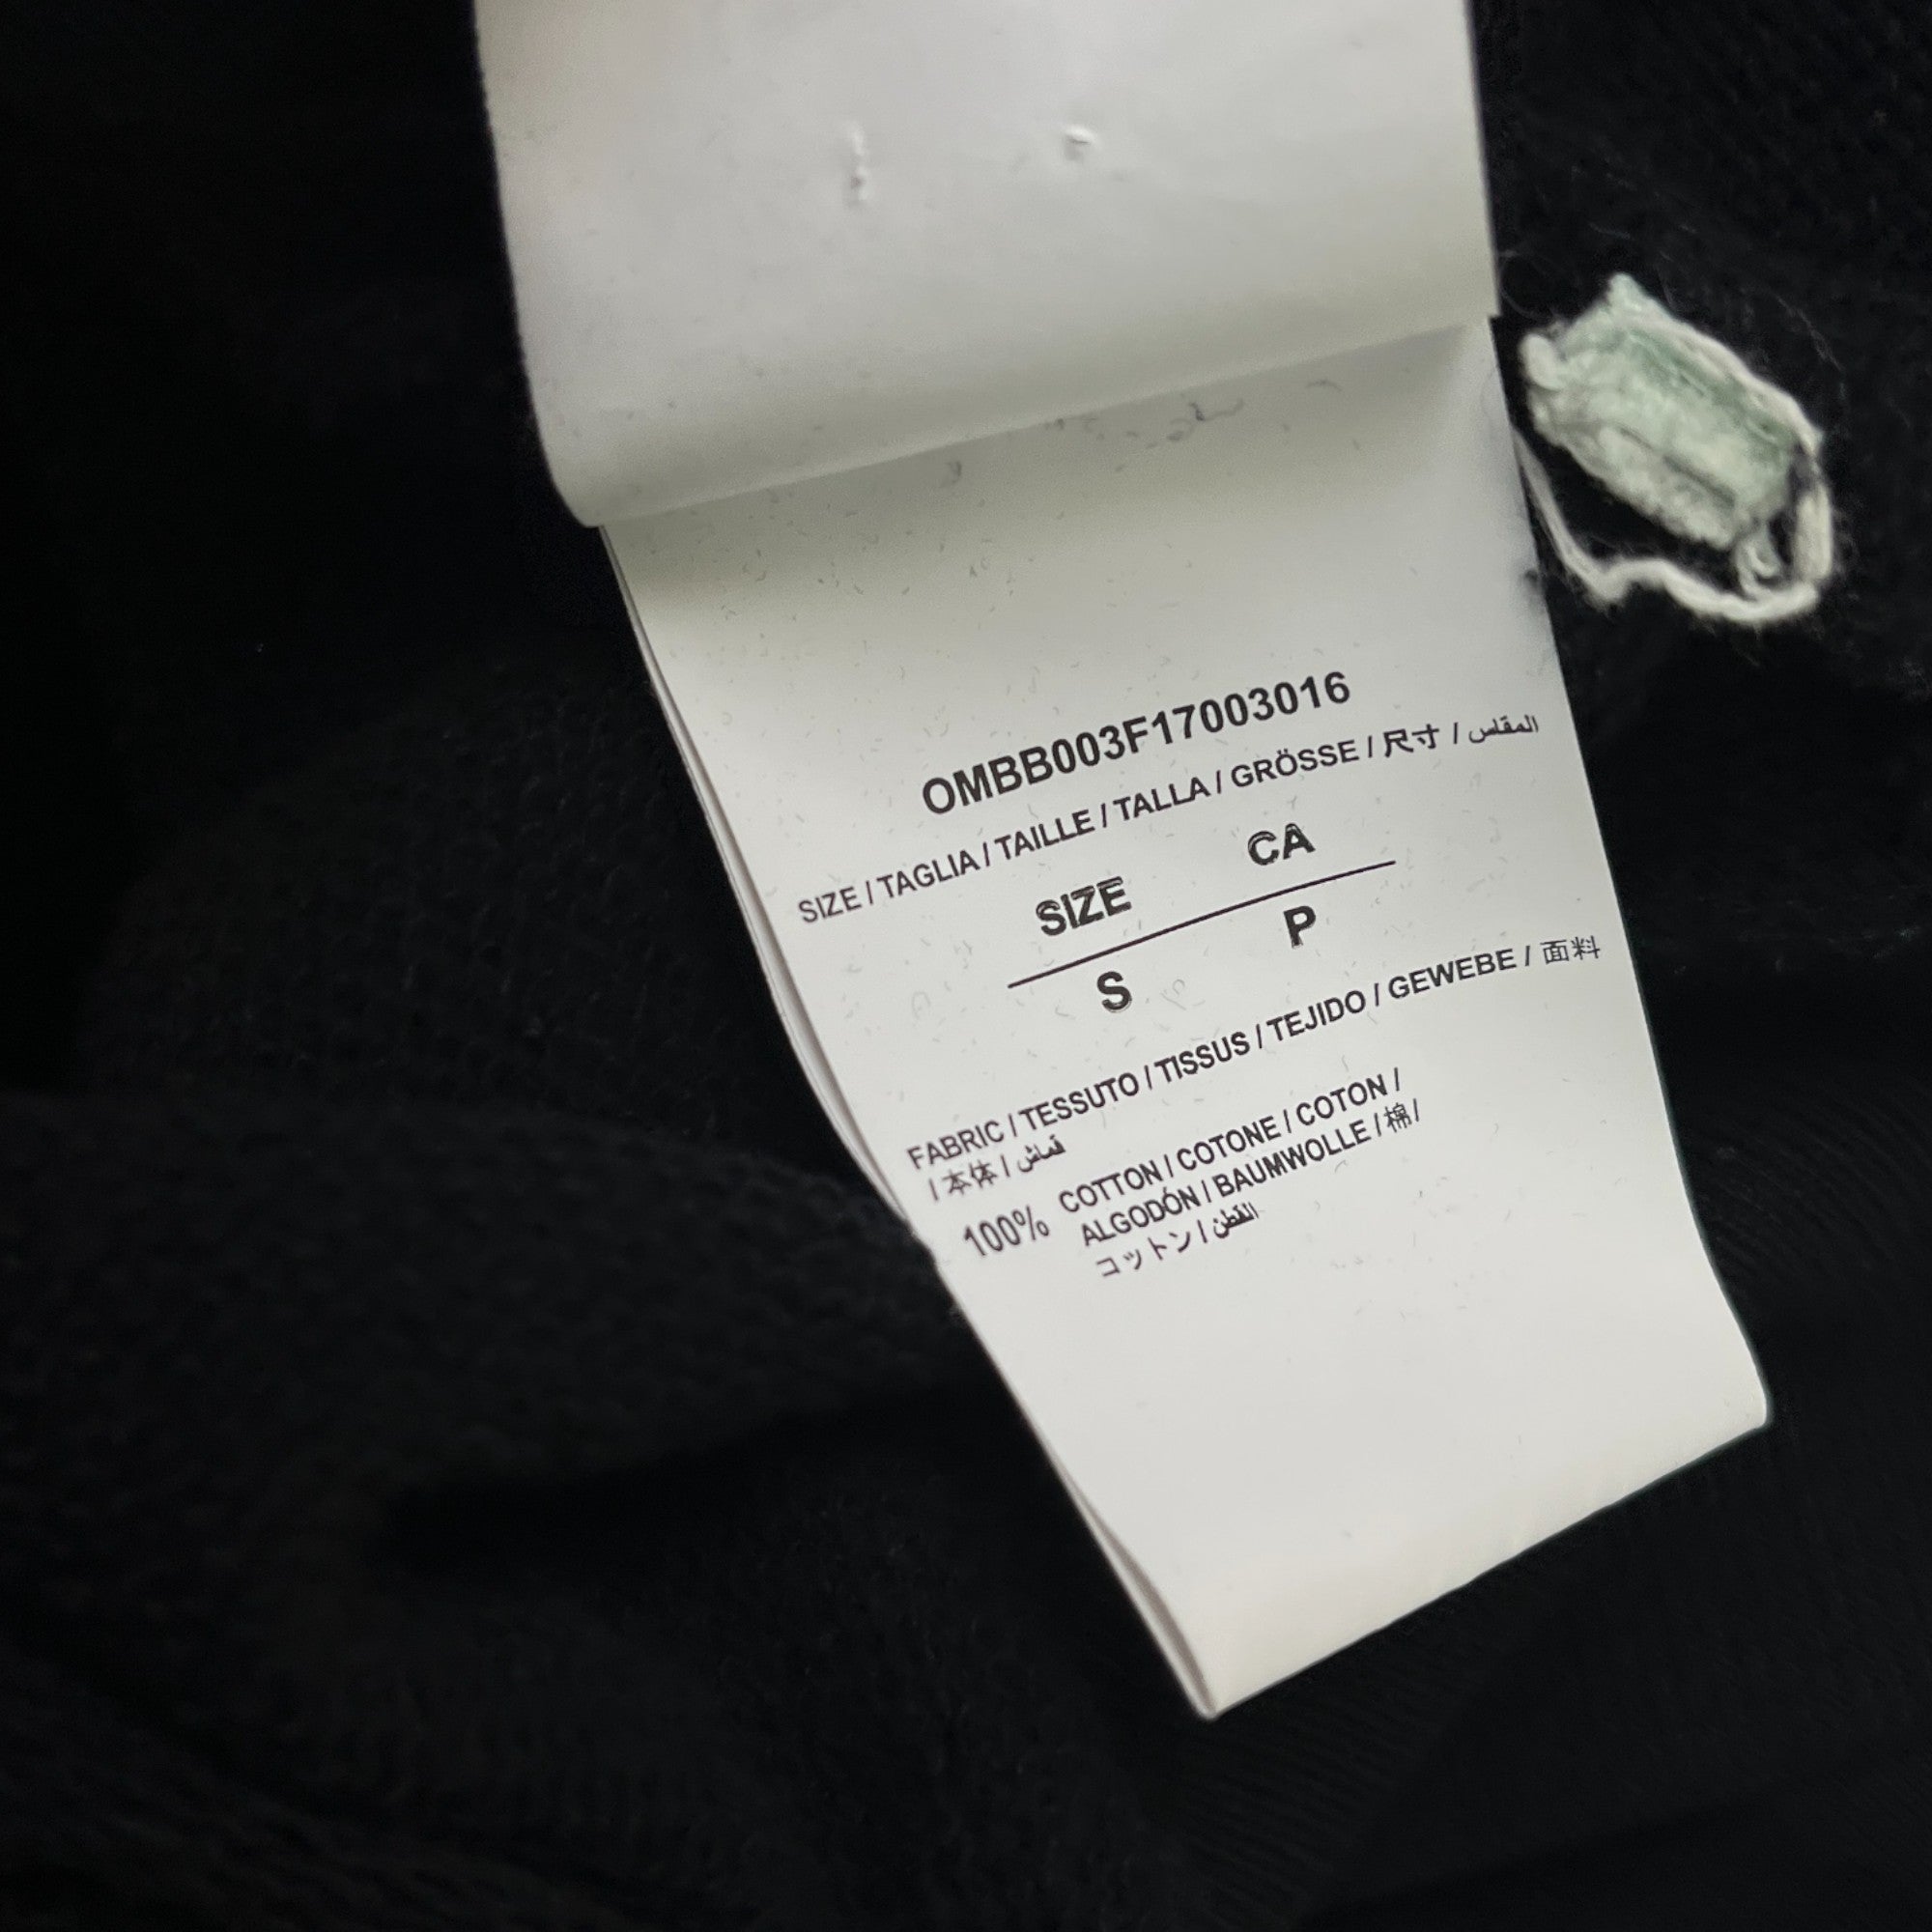 OMBB003F17003016
SIZE / TAGLIA / TAILLE / TALLA / GRÖSSE / 尺寸 / المقاس
SIZE CA
S P
FABRIC / TESSUTO / TISSUS / TEJIDO / GEWEBE / 面料
/ 本体 / قماش
100% COTTON / COTONE / COTON /
ALGODÓN / BAUMWOLLE / 棉 /
コットン / القطن